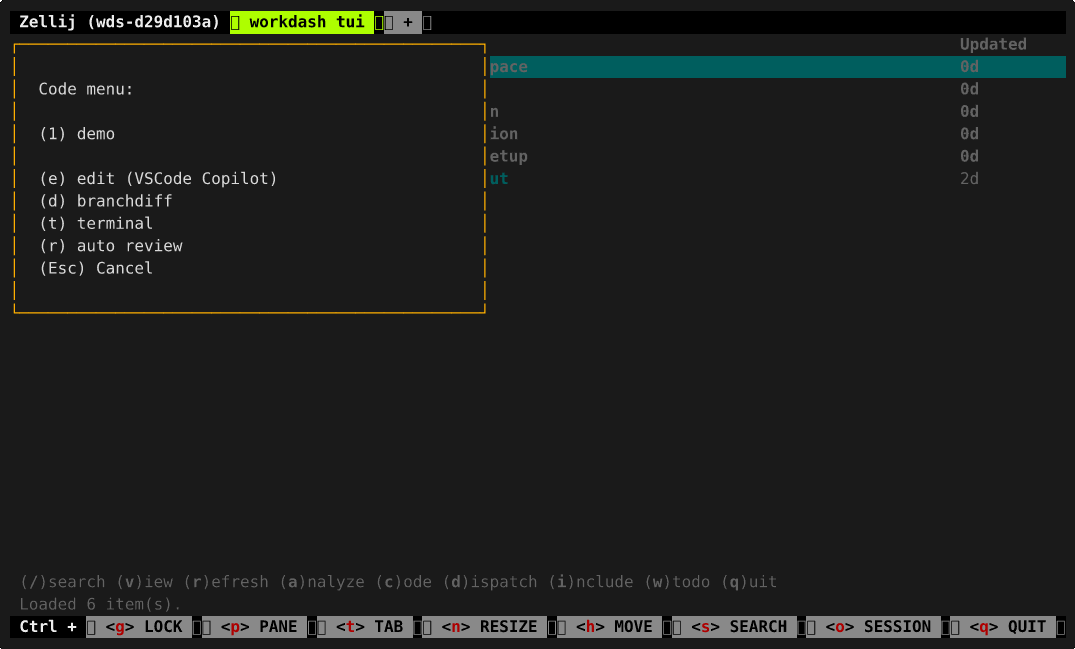 Zellij (wds-d29d103a) workdash tui +
Updated
pace 0d
Code menu: 0d
n 0d
(1) demo ion 0d
etup 0d
(e) edit (VSCode Copilot) ut 2d
(d) branchdiff
(t) terminal
(r) auto review
(Esc) Cancel
(/)search (v)iew (r)efresh (a)nalyze (c)ode (d)ispatch (i)nclude (w)todo (q)uit
Loaded 6 item(s).
Ctrl + <g> LOCK <p> PANE <t> TAB <n> RESIZE <h> MOVE <s> SEARCH <o> SESSION <q> QUIT